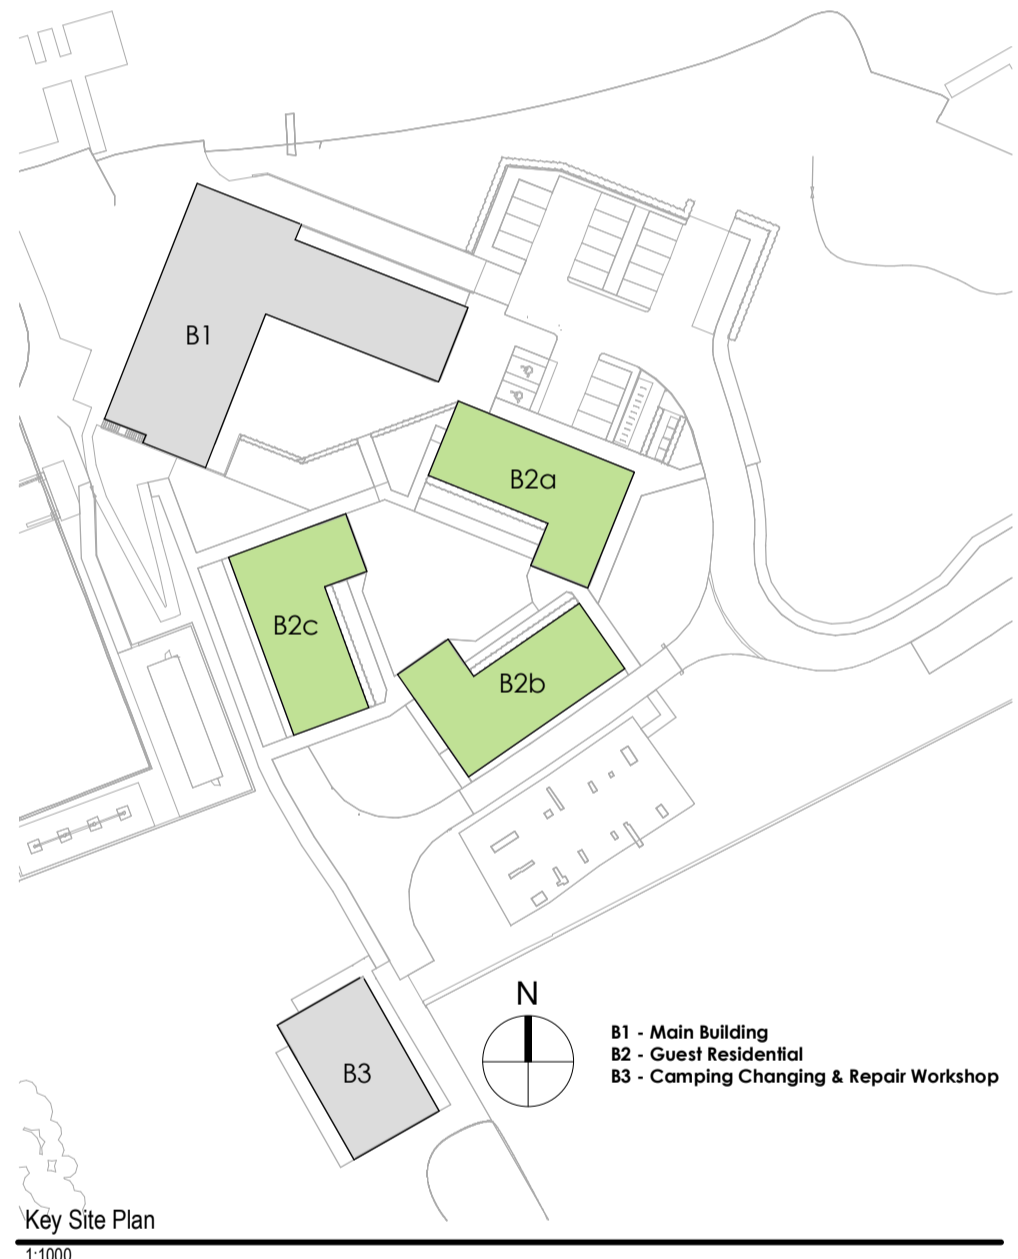 B1
B2a
B2c
B2b
N
B3
B1 - Main Building
B2 - Guest Residential
B3 - Camping Changing & Repair Workshop
Key Site Plan
1:1000